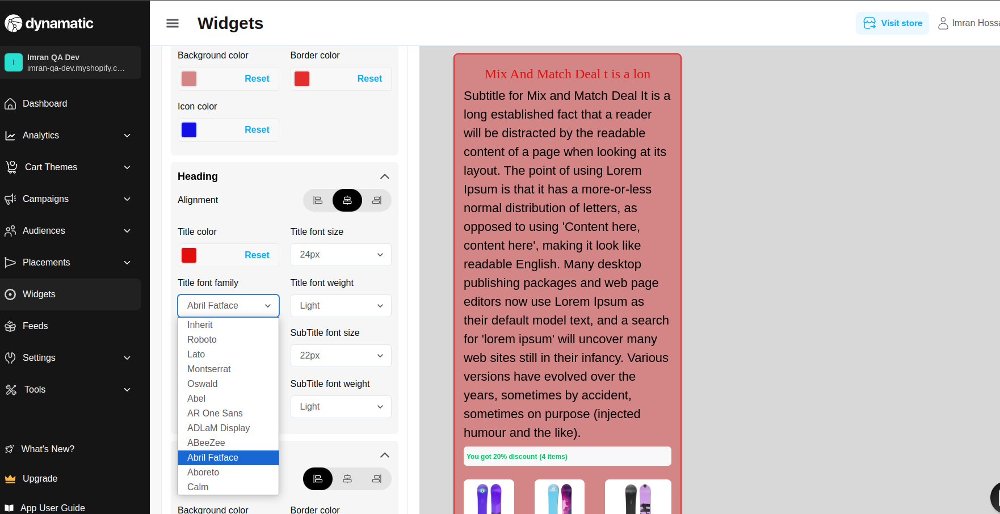 dynamatic
Widgets
Visit store
Imran Hoss
I
Imran QA Dev
imran-qa-dev.myshopify.c...
Dashboard
Analytics
Cart Themes
Campaigns
Audiences
Placements
Widgets
Feeds
Settings
Tools
What's New?
Upgrade
App User Guide
Background color
Border color
Reset
Reset
Icon color
Reset
Heading
Alignment
Title color
Title font size
Reset
24px
Title font family
Title font weight
Abril Fatface
Light
Inherit
Roboto
Lato
Montserrat
Oswald
Abel
AR One Sans
ADLaM Display
ABeeZee
Abril Fatface
Aboreto
Calm
SubTitle font size
22px
SubTitle font weight
Light
Background color
Border color
Mix And Match Deal t is a lon
Subtitle for Mix and Match Deal It is a
long established fact that a reader
will be distracted by the readable
content of a page when looking at its
layout. The point of using Lorem
Ipsum is that it has a more-or-less
normal distribution of letters, as
opposed to using 'Content here,
content here', making it look like
readable English. Many desktop
publishing packages and web page
editors now use Lorem Ipsum as
their default model text, and a search
for 'lorem ipsum' will uncover many
web sites still in their infancy. Various
versions have evolved over the
years, sometimes by accident,
sometimes on purpose (injected
humour and the like).
You got 20% discount (4 items)